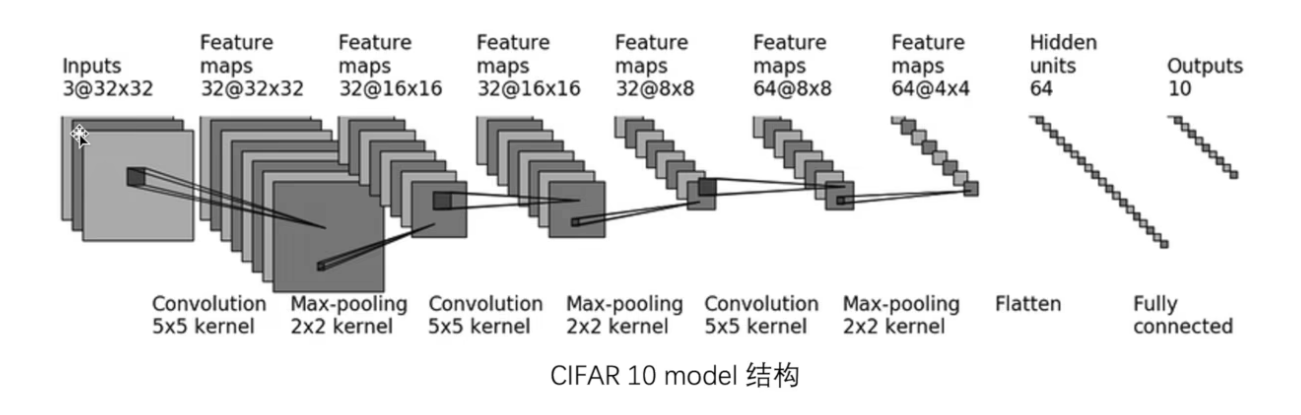 Inputs
3@32x32
Feature
maps
32@32x32
Feature
maps
32@16x16
Feature
maps
32@16x16
Feature
maps
32@8x8
Feature
maps
64@8x8
Feature
maps
64@4x4
Hidden
units
64
Outputs
10
Convolution
5x5 kernel
Max-pooling
2x2 kernel
Convolution
5x5 kernel
Max-pooling
2x2 kernel
Convolution
5x5 kernel
Max-pooling
2x2 kernel
Flatten
Fully
connected
CIFAR 10 model 结构